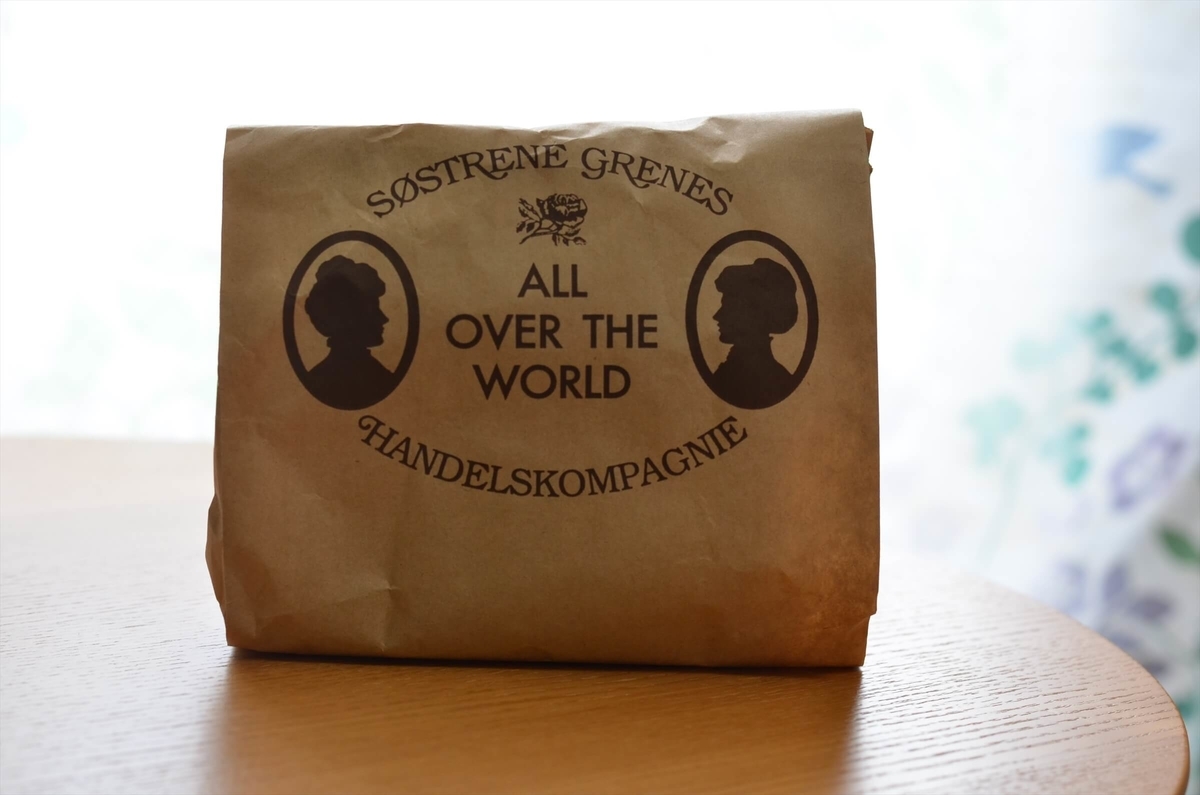 SØSTRENE GRENES
ALL
OVER THE
WORLD
HANDELSKOMPAGNIE